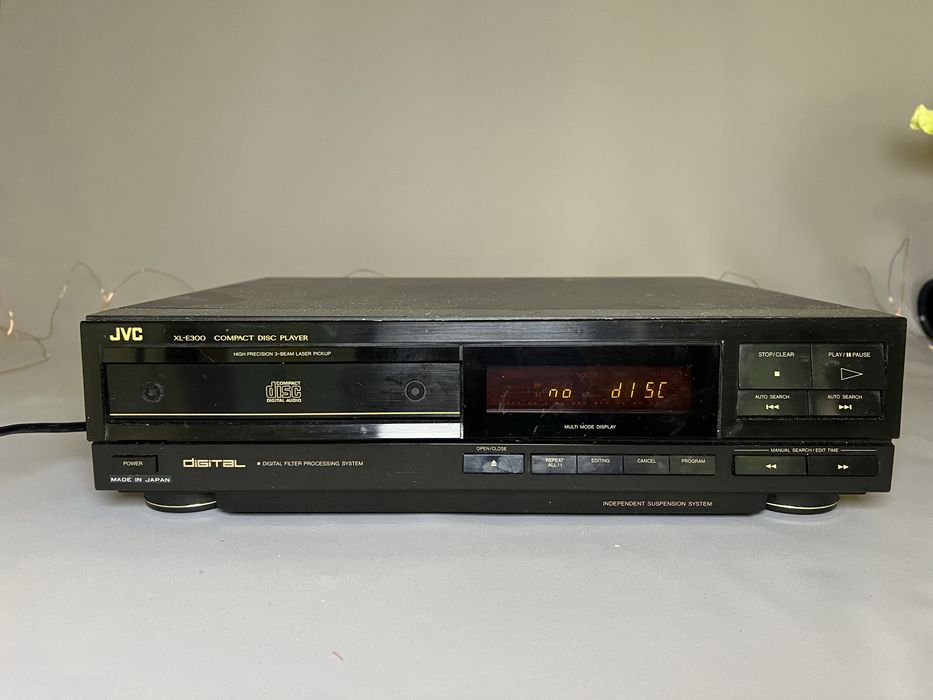 JVC
XL-E300 COMPACT DISC PLAYER
HIGH PRECISION 3-BEAM LASER PICKUP
COMPACT
disc
DIGITAL AUDIO
no dISC
MULTI MODE DISPLAY
STOP/CLEAR
PLAY/❚❚ PAUSE
AUTO SEARCH
AUTO SEARCH
POWER
MADE IN JAPAN
DIGITAL
DIGITAL FILTER PROCESSING SYSTEM
OPEN/CLOSE
REPEAT
ALL/1
EDITING
CANCEL
PROGRAM
MANUAL SEARCH/EDIT TIME
INDEPENDENT SUSPENSION SYSTEM